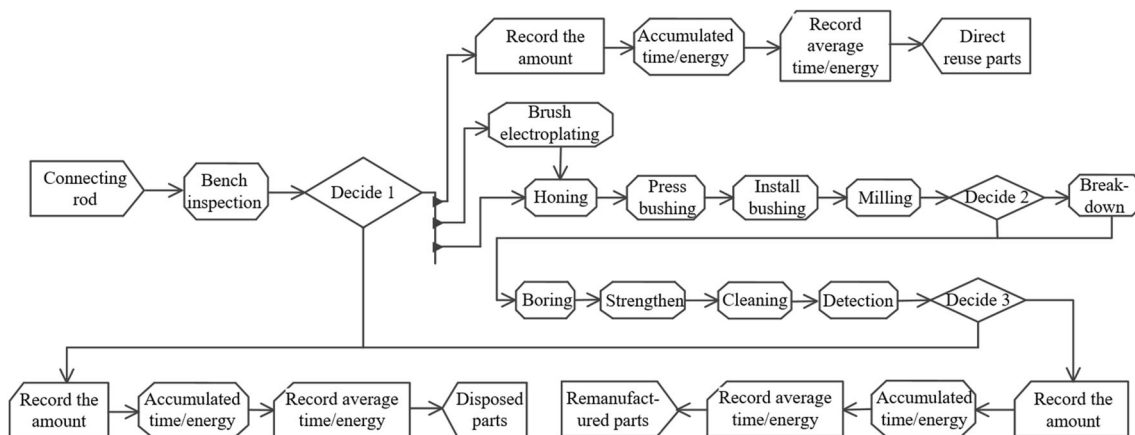 Record the
amount
Accumulated
time/energy
Record
average
time/energy
Direct
reuse parts
Brush
electroplating
Connecting
rod
Bench
inspection
Decide 1
Honing
Press
bushing
Install
bushing
Milling
Decide 2
Break-
down
Boring
Strengthen
Cleaning
Detection
Decide 3
Record the
amount
Accumulated
time/energy
Record average
time/energy
Disposed
parts
Remanufact-
ured parts
Record average
time/energy
Accumulated
time/energy
Record the
amount